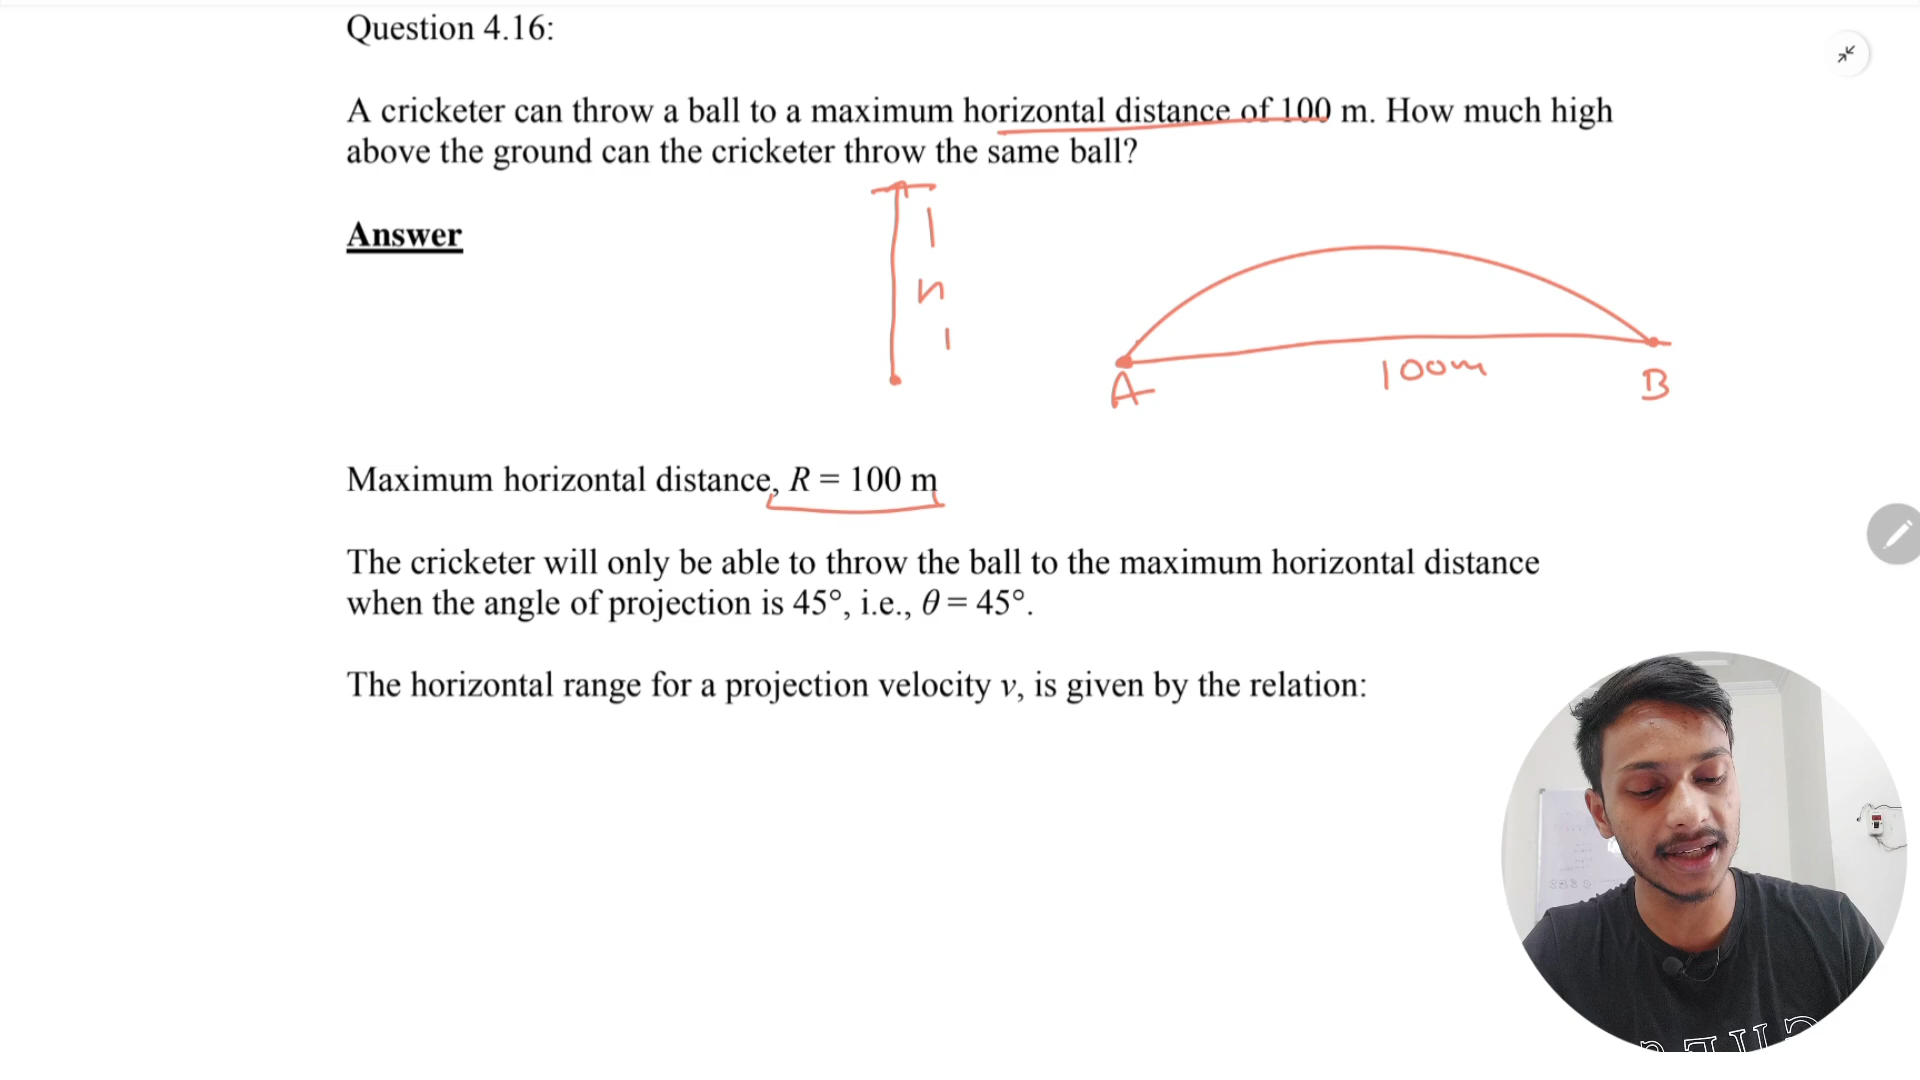 Question 4.16:
A cricketer can throw a ball to a maximum horizontal distance of 100 m. How much high
above the ground can the cricketer throw the same ball?
Answer
h
100m
A
B
Maximum horizontal distance, R = 100 m
The cricketer will only be able to throw the ball to the maximum horizontal distance
when the angle of projection is 45°, i.e., θ = 45°.
The horizontal range for a projection velocity v, is given by the relation: